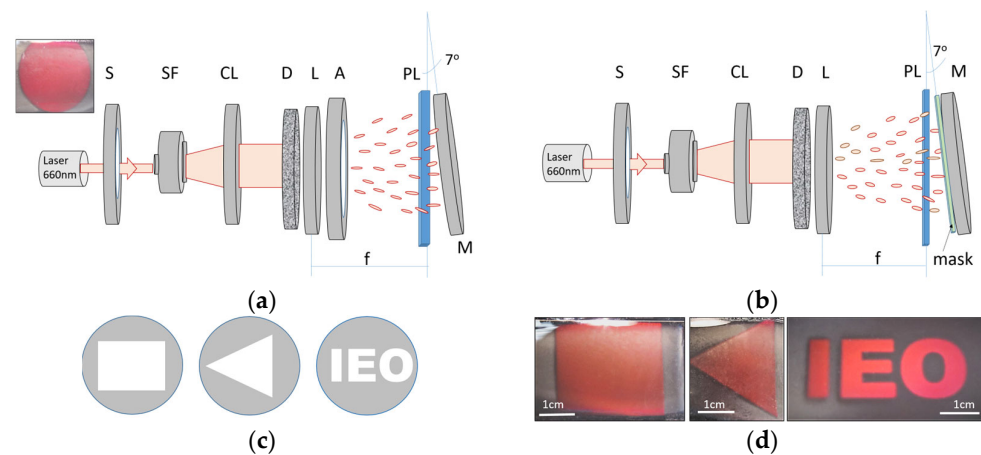 (a)
S SF CL D L A PL 7°
Laser
660nm
M
f
(b)
S SF CL D L PL 7° M
Laser
660nm
f
mask
IEO
(c)
1cm
1cm
IEO
1cm
(d)